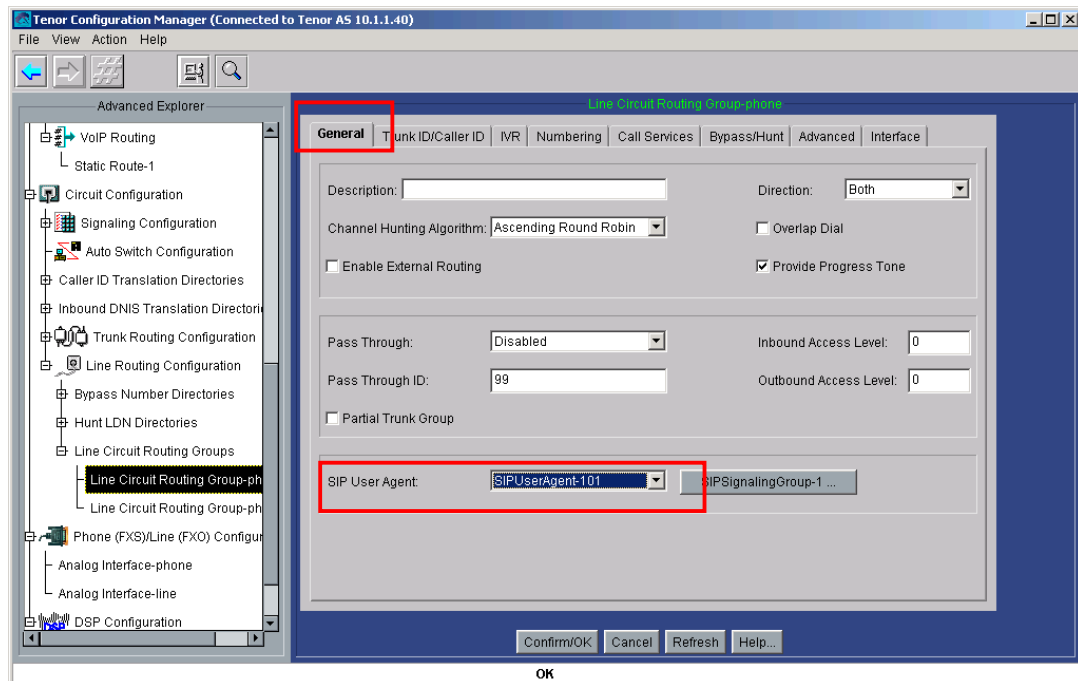 Tenor Configuration Manager (Connected to Tenor AS 10.1.1.40)
File View Action Help
Advanced Explorer
VoIP Routing
Static Route-1
Circuit Configuration
Signaling Configuration
Auto Switch Configuration
Caller ID Translation Directories
Inbound DNIS Translation Directori
Trunk Routing Configuration
Line Routing Configuration
Bypass Number Directories
Hunt LDN Directories
Line Circuit Routing Groups
Line Circuit Routing Group-ph
Line Circuit Routing Group-ph
Phone (FXS)/Line (FXO) Configur
Analog Interface-phone
Analog Interface-line
DSP Configuration
Line Circuit Routing Group-phone
General Trunk ID/Caller ID IVR Numbering Call Services Bypass/Hunt Advanced Interface
Description: Direction: Both
Channel Hunting Algorithm: Ascending Round Robin Overlap Dial
Enable External Routing Provide Progress Tone
Pass Through: Disabled Inbound Access Level: 0
Pass Through ID: 99 Outbound Access Level: 0
Partial Trunk Group
SIP User Agent: SIPUserAgent-101 SIPSignalingGroup-1 ...
Confirm/OK Cancel Refresh Help...
OK